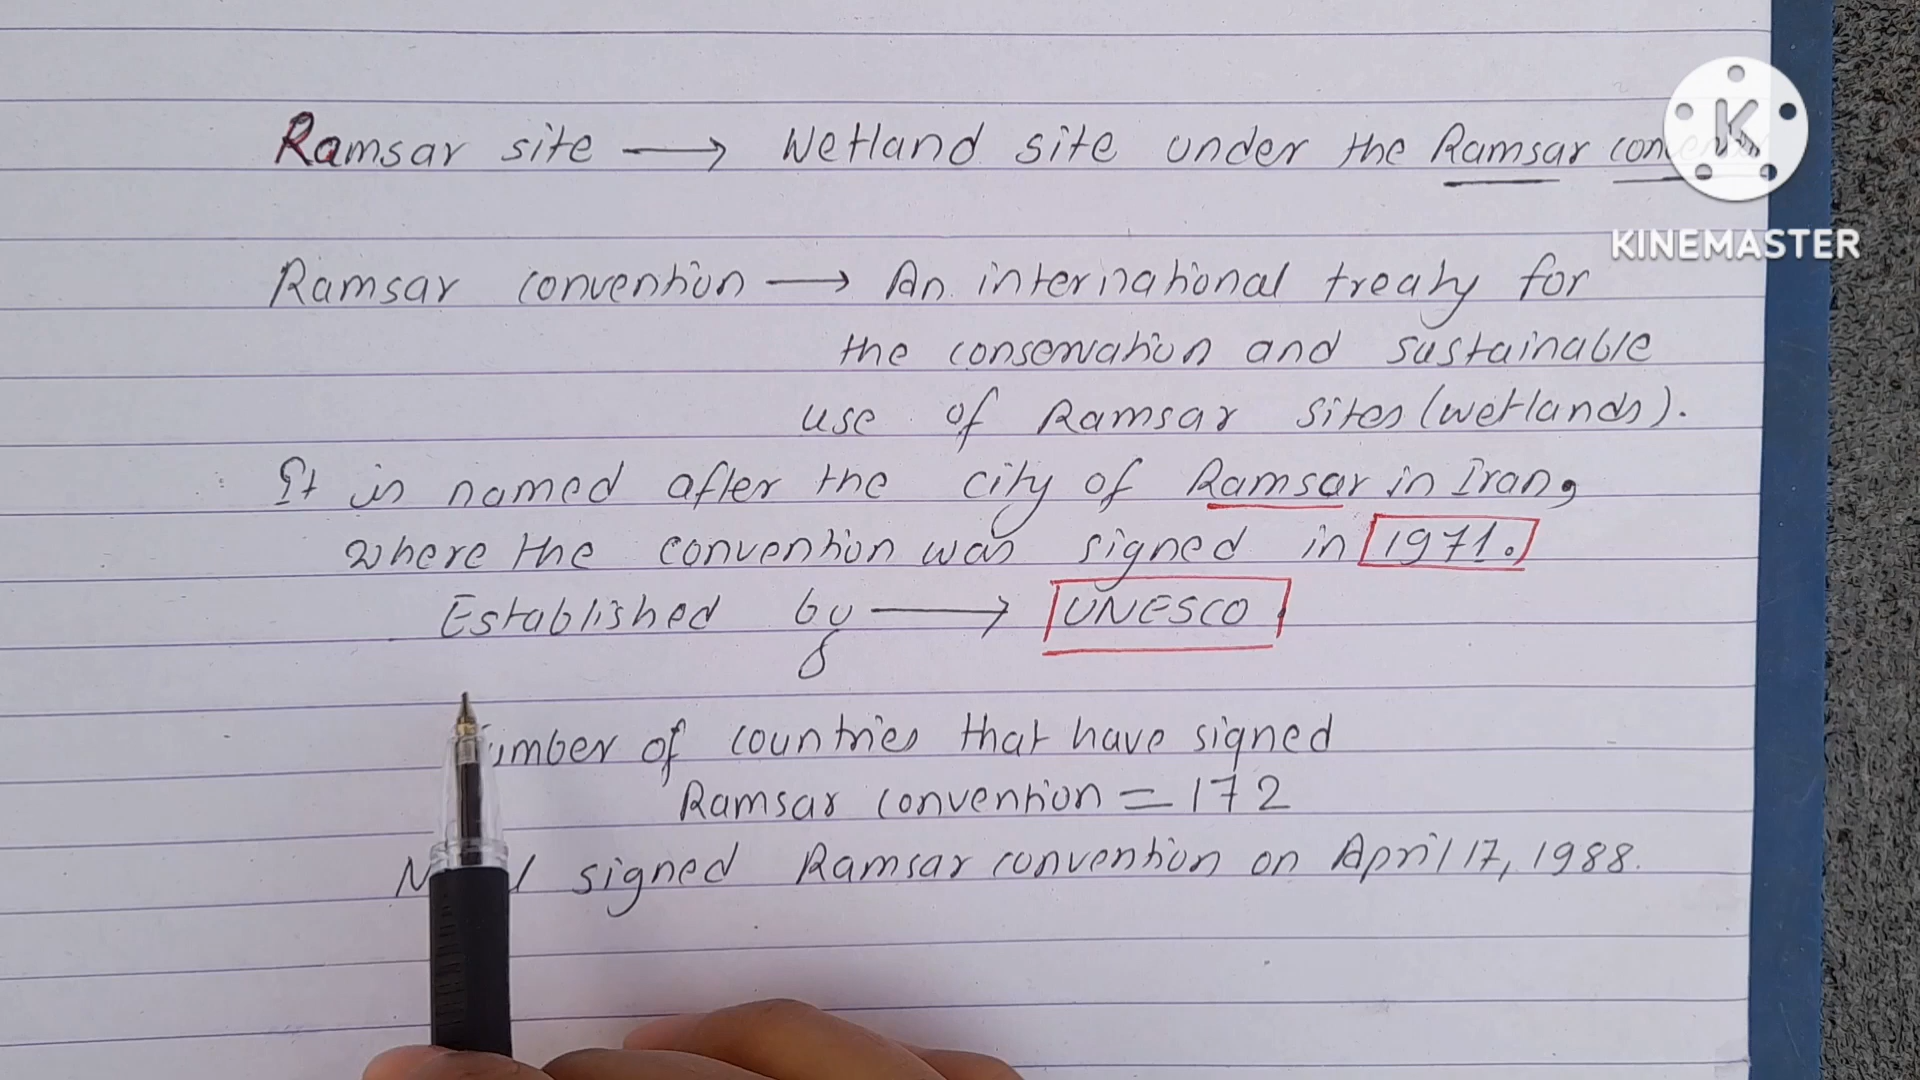 Ramsar site → Wetland site under the Ramsar
KINEMASTER
Ramsar convention → An international treaty for
the conservation and sustainable
use of Ramsar sites (wetlands).
It is named after the city of Ramsar in Iran,
where the convention was signed in 1971.
Established by → UNESCO
of countries that have signed
Ramsar convention = 172
signed Ramsar convention on April 17, 1988.